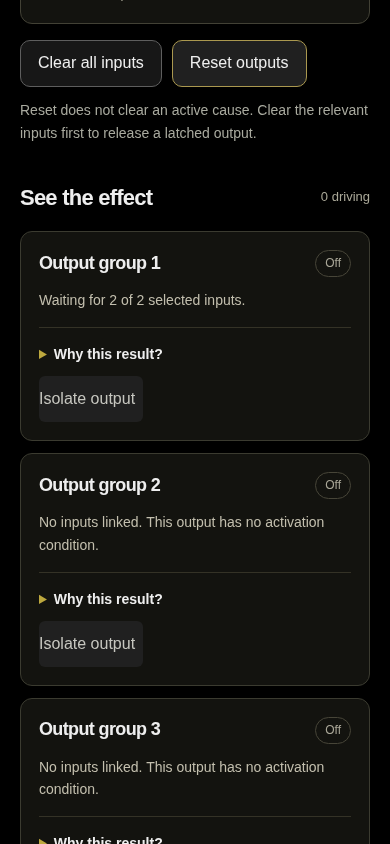 Clear all inputs
Reset outputs
Reset does not clear an active cause. Clear the relevant
inputs first to release a latched output.
See the effect
0 driving
Output group 1
Off
Waiting for 2 of 2 selected inputs.
Why this result?
Isolate output
Output group 2
Off
No inputs linked. This output has no activation
condition.
Why this result?
Isolate output
Output group 3
Off
No inputs linked. This output has no activation
condition.
Why this result?